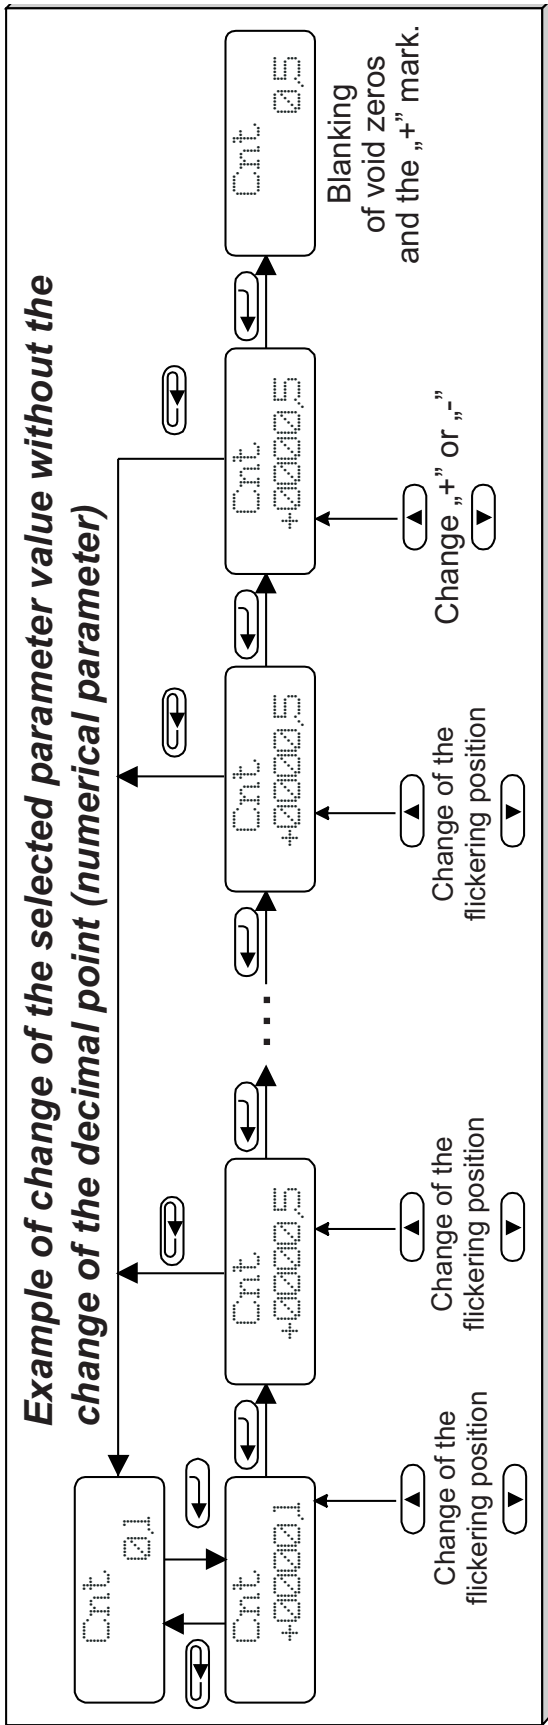 Example of change of the selected parameter value without the
change of the decimal point (numerical parameter)
Cnt
0,1
Cnt
+0000,1
Cnt
+0000,5
...
Cnt
+0000,5
Cnt
+0000,5
Cnt
0,5
Change of the
flickering position
Change of the
flickering position
Change of the
flickering position
Change „+” or „-”
Blanking
of void zeros
and the „+” mark.